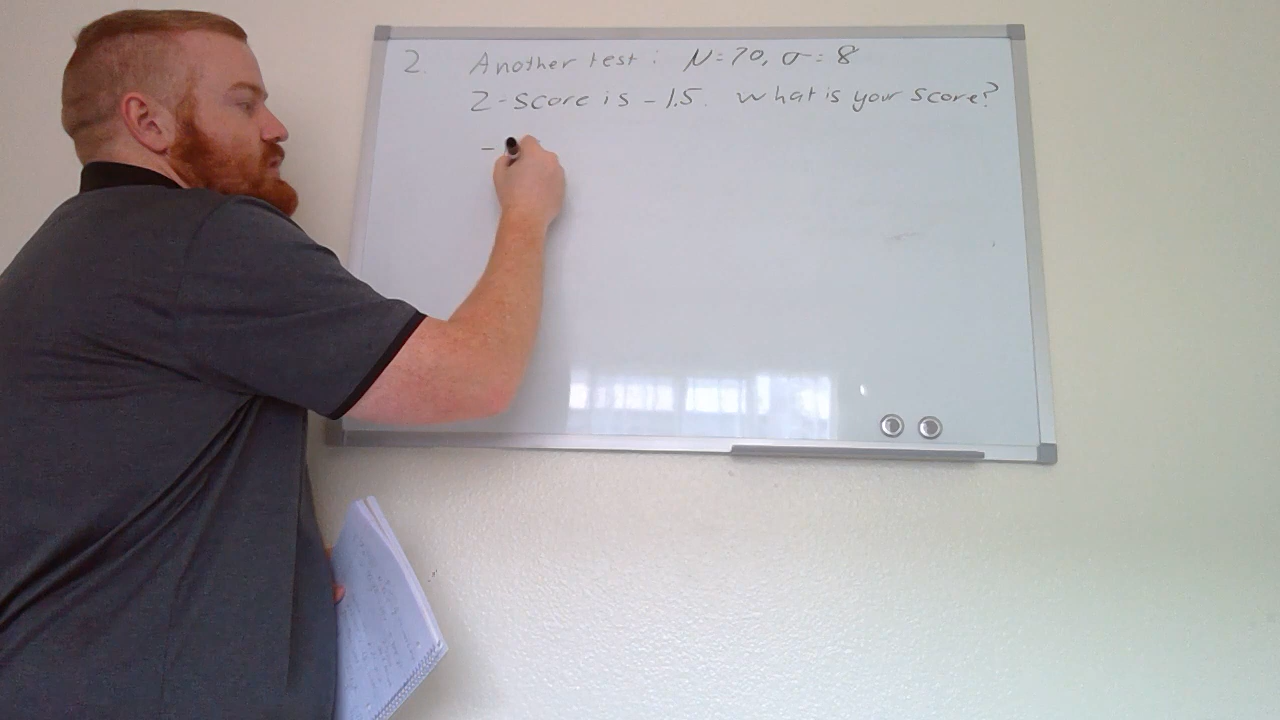 2. Another test: μ=70, σ=8
Z-score is -1.5. What is your score?
-